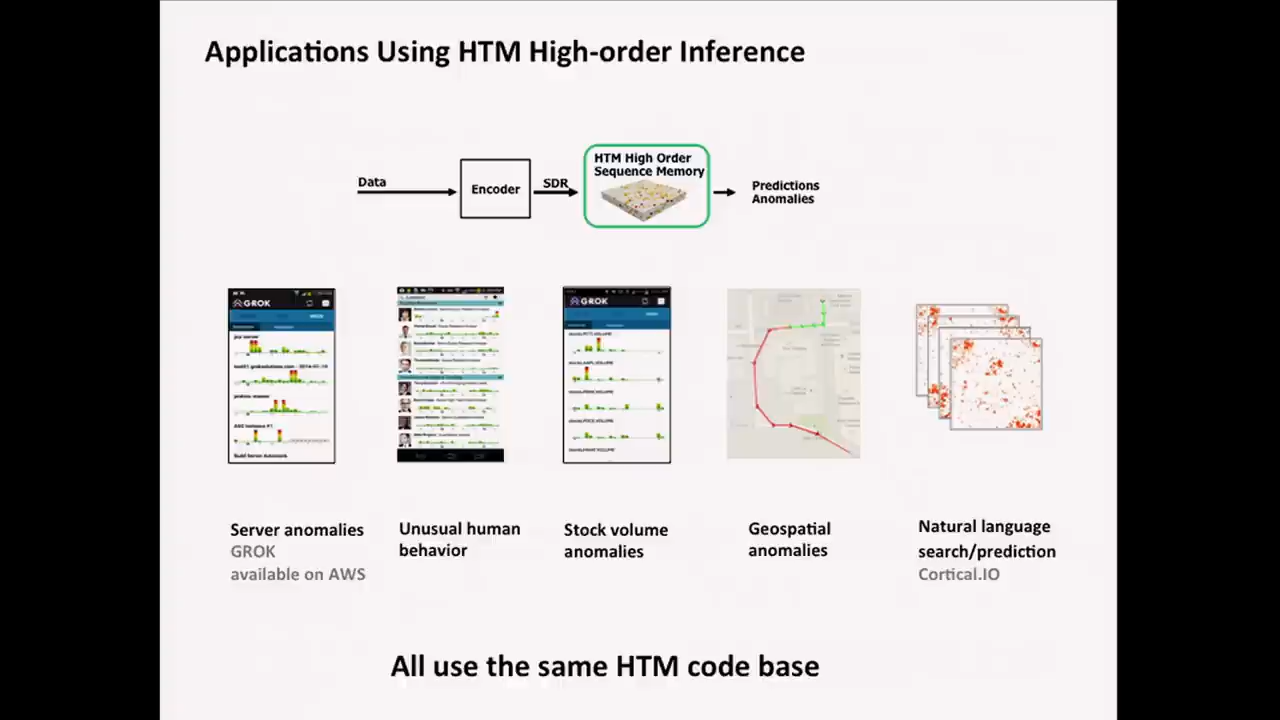 Applications Using HTM High-order Inference
Data
Encoder
SDR
HTM High Order
Sequence Memory
Predictions
Anomalies
GROK
GROK
Server anomalies
GROK
available on AWS
Unusual human
behavior
Stock volume
anomalies
Geospatial
anomalies
Natural language
search/prediction
Cortical.IO
All use the same HTM code base